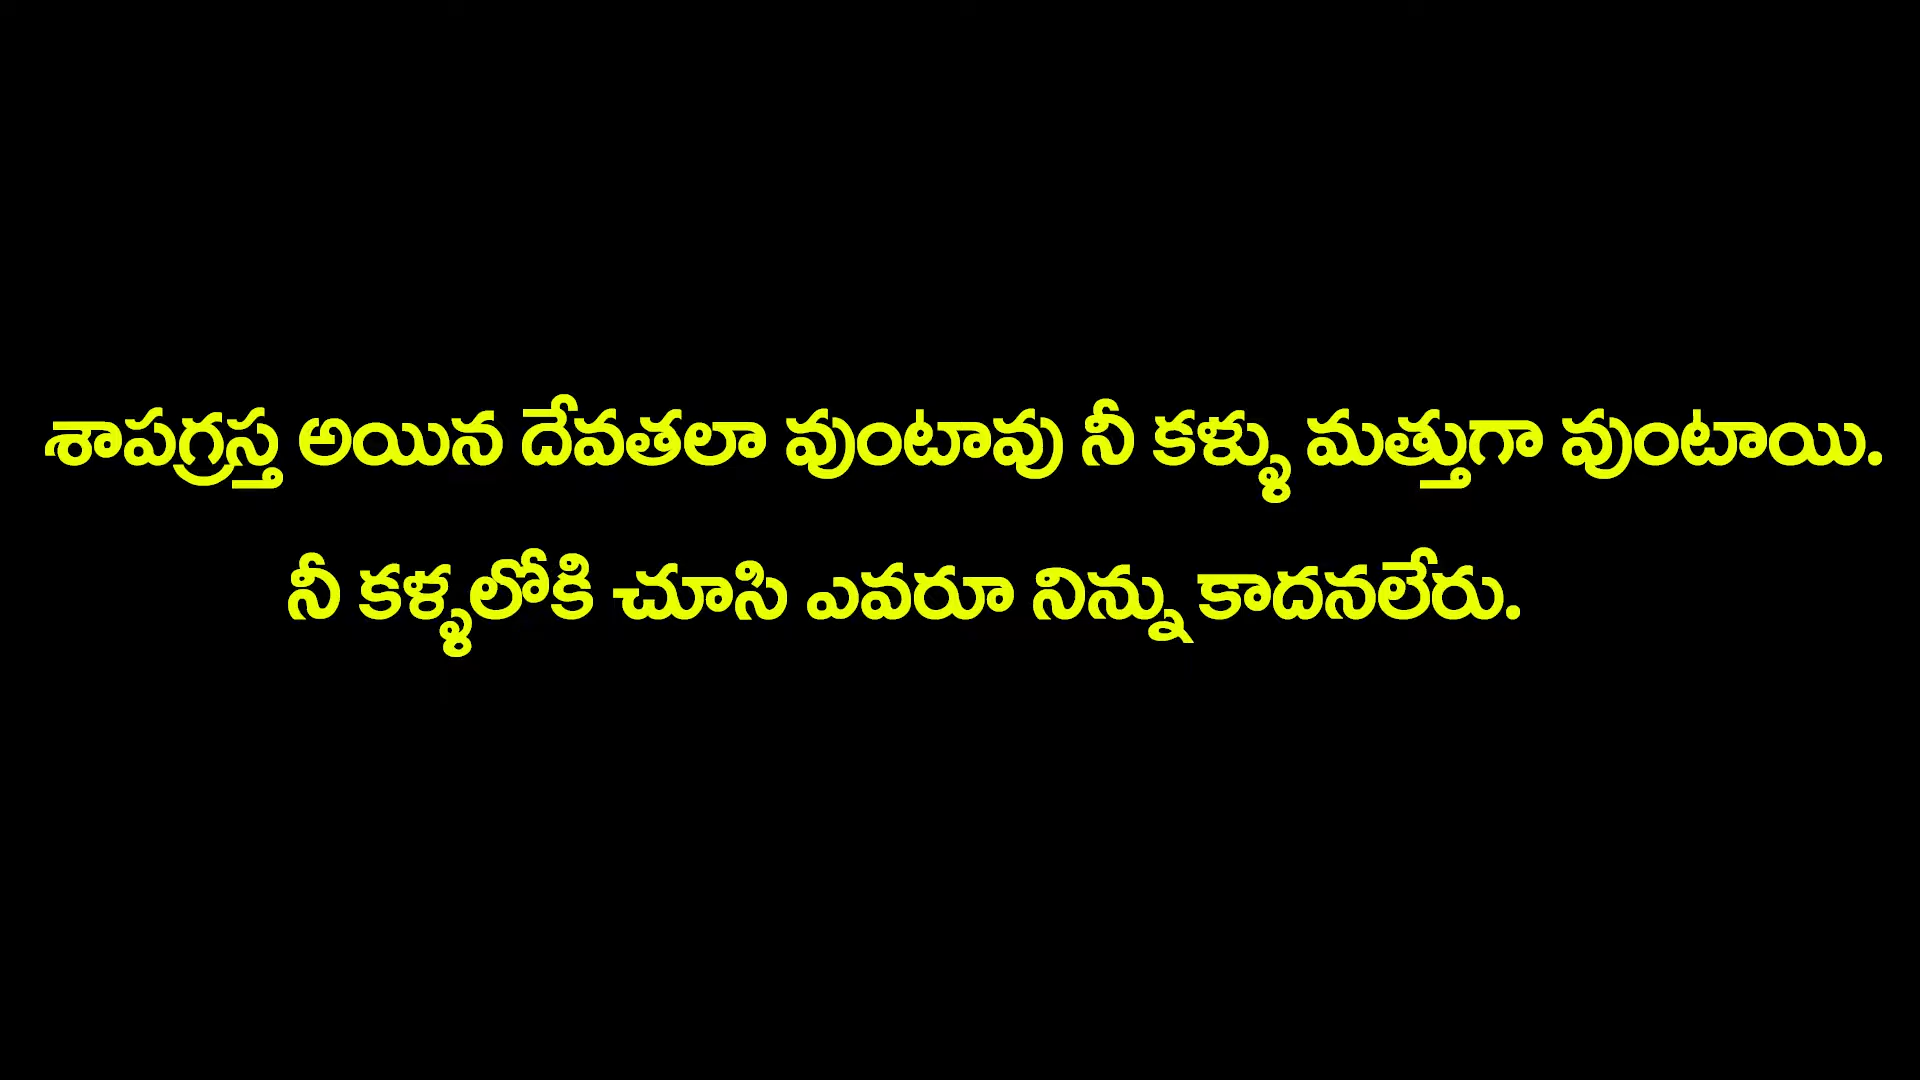 శాపగ్రస్త అయిన దేవతలా వుంటావు నీ కళ్ళు మత్తుగా వుంటాయి.
నీ కళ్ళలోకి చూసి ఎవరూ నిన్ను కాదనలేరు.